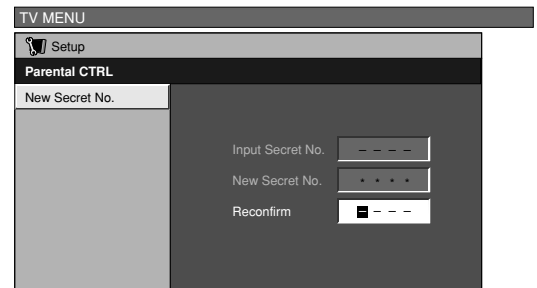 TV MENU
Setup
Parental CTRL
New Secret No.
Input Secret No. – – – –
New Secret No. * * * *
Reconfirm – – – –